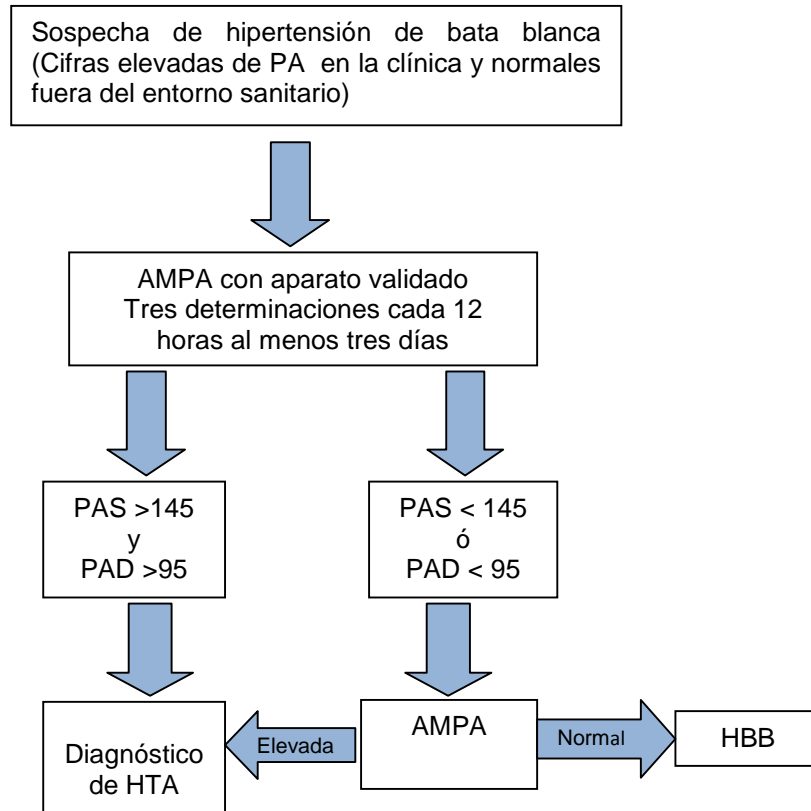 Sospecha de hipertensión de bata blanca
(Cifras elevadas de PA en la clínica y normales
fuera del entorno sanitario)
AMPA con aparato validado
Tres determinaciones cada 12
horas al menos tres días
PAS >145
y
PAD >95
PAS < 145
ó
PAD < 95
Diagnóstico
de HTA
Elevada
AMPA
Normal
HBB